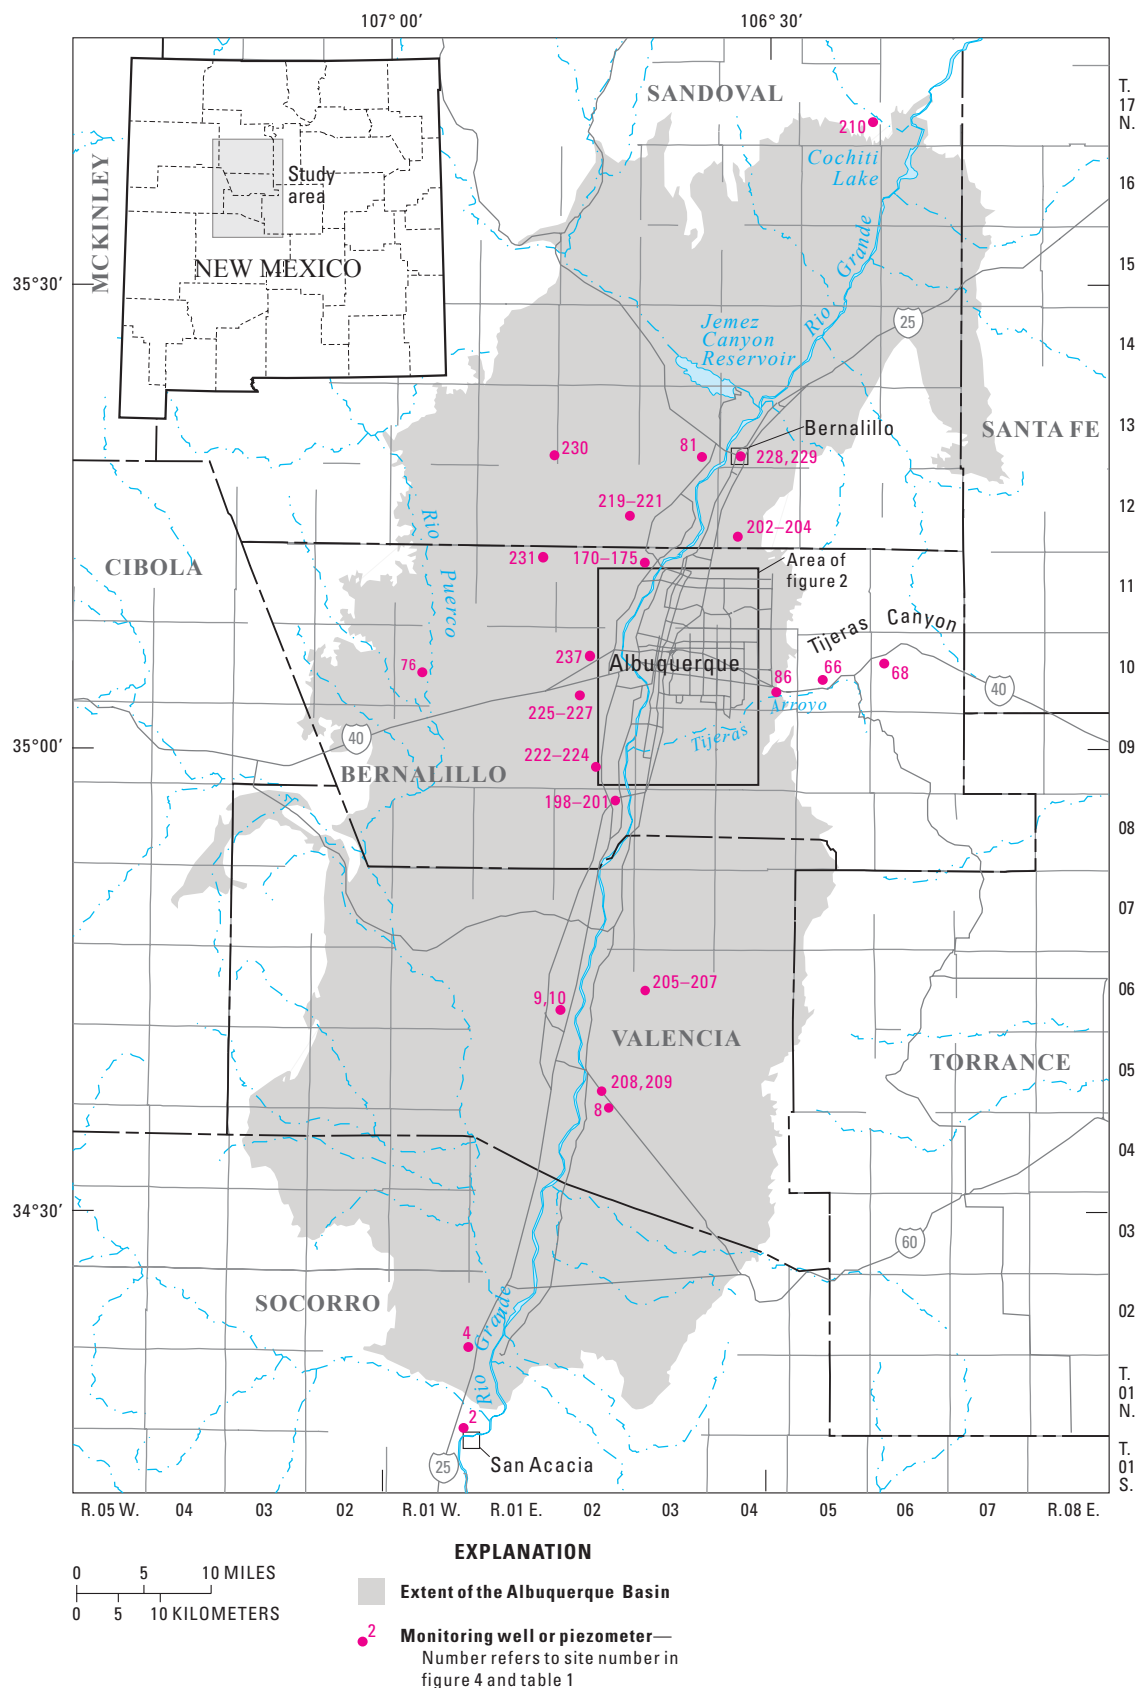 107° 00′
106° 30′
SANDOVAL
T.
17
N.
210
Cochiti
Lake
16
MCKINLEY
Study
area
NEW MEXICO
Rio Grande
15
35°30′
25
Jemez
Canyon
Reservoir
14
13
Bernalillo
SANTA FE
230
81
228,229
219–221
12
202–204
Rio Puerco
CIBOLA
231
170–175
Area of
figure 2
11
Tijeras Canyon
237
Albuquerque
10
76
86
66
68
40
225–227
Arroyo
Tijeras
35°00′
40
222–224
09
BERNALILLO
198–201
08
07
205–207
06
9,10
VALENCIA
TORRANCE
05
208,209
8
04
34°30′
03
60
SOCORRO
02
Rio Grande
4
T.
01
N.
2
25
San Acacia
T.
01
S.
R.05 W.
04
03
02
R.01 W.
R.01 E.
02
03
04
05
06
07
R.08 E.
EXPLANATION
0 5 10 MILES
0 5 10 KILOMETERS
Extent of the Albuquerque Basin
2
Monitoring well or piezometer—
Number refers to site number in
figure 4 and table 1